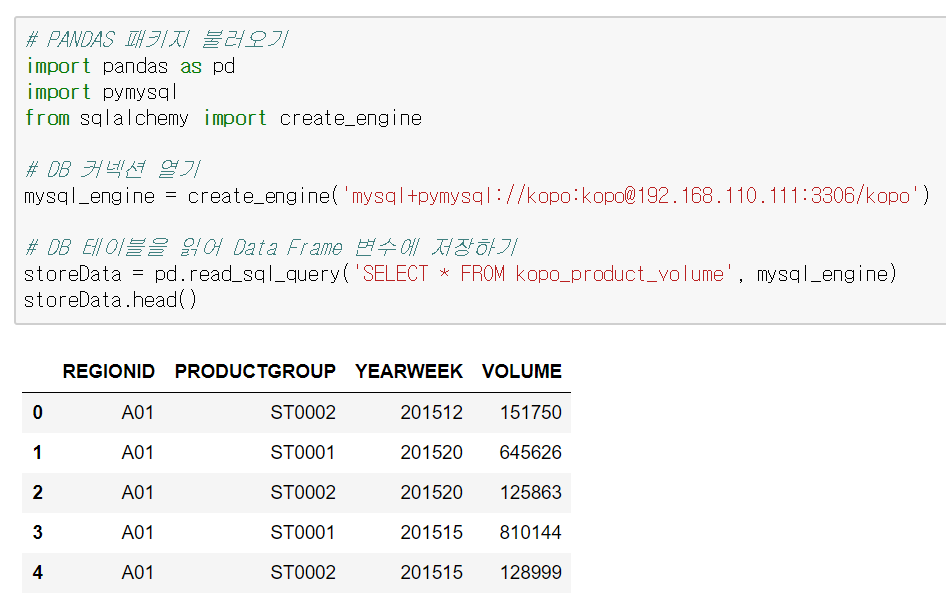 # PANDAS 패키지 불러오기
import pandas as pd
import pymysql
from sqlalchemy import create_engine
# DB 커넥션 열기
mysql_engine = create_engine('mysql+pymysql://kopo:kopo@192.168.110.111:3306/kopo')
# DB 테이블을 읽어 Data Frame 변수에 저장하기
storeData = pd.read_sql_query('SELECT * FROM kopo_product_volume', mysql_engine)
storeData.head()
REGIONID PRODUCTGROUP YEARWEEK VOLUME
0 A01 ST0002 201512 151750
1 A01 ST0001 201520 645626
2 A01 ST0002 201520 125863
3 A01 ST0001 201515 810144
4 A01 ST0002 201515 128999